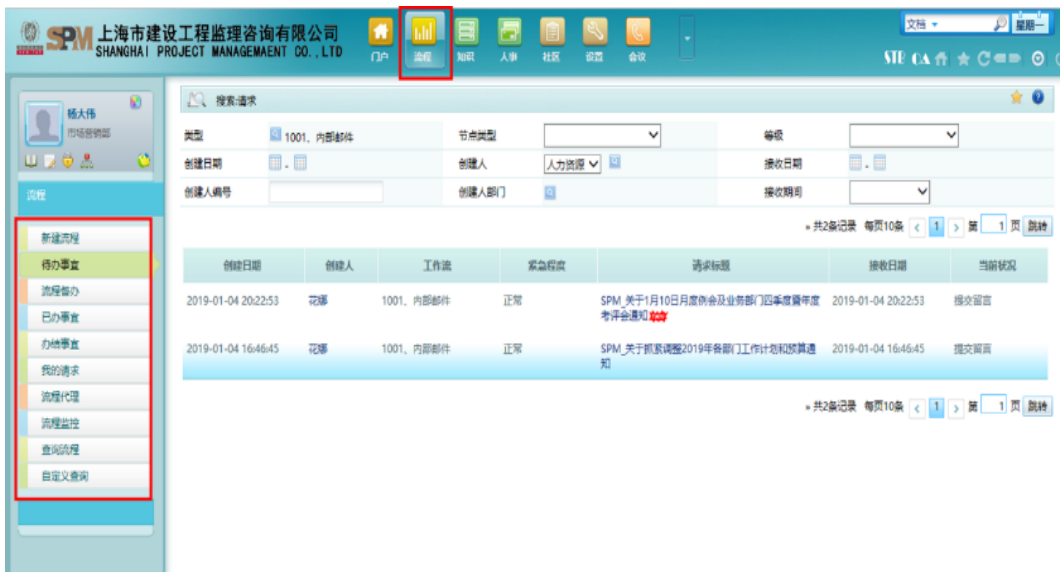 SPM 上海市建设工程监理咨询有限公司
SHANGHAI PROJECT MANAGEMAENT CO.,LTD
门户 流程 知识 人事 社区 设置 会议
文档 星期一
杨大伟
市场营销部
流程
新建流程
待办事宜
流程督办
已办事宜
办结事宜
我的请求
流程代理
流程监控
查询流程
自定义查询
搜索:请求
类型 1001、内部邮件 节点类型 等级
创建日期 - 创建人 人力资源 接收日期 -
创建人编号 创建人部门 接收期间
»共2条记录 每页10条 < 1 > 第 1 页 跳转
创建日期 创建人 工作流 紧急程度 请求标题 接收日期 当前状况
2019-01-04 20:22:53 花娜 1001、内部邮件 正常 SPM_关于1月10日月度例会及业务部门四季度暨年度 2019-01-04 20:22:53 提交留言
考评会通知
2019-01-04 16:46:45 花娜 1001、内部邮件 正常 SPM_关于抓紧调整2019年各部门工作计划和预算通 2019-01-04 16:46:45 提交留言
知
»共2条记录 每页10条 < 1 > 第 1 页 跳转